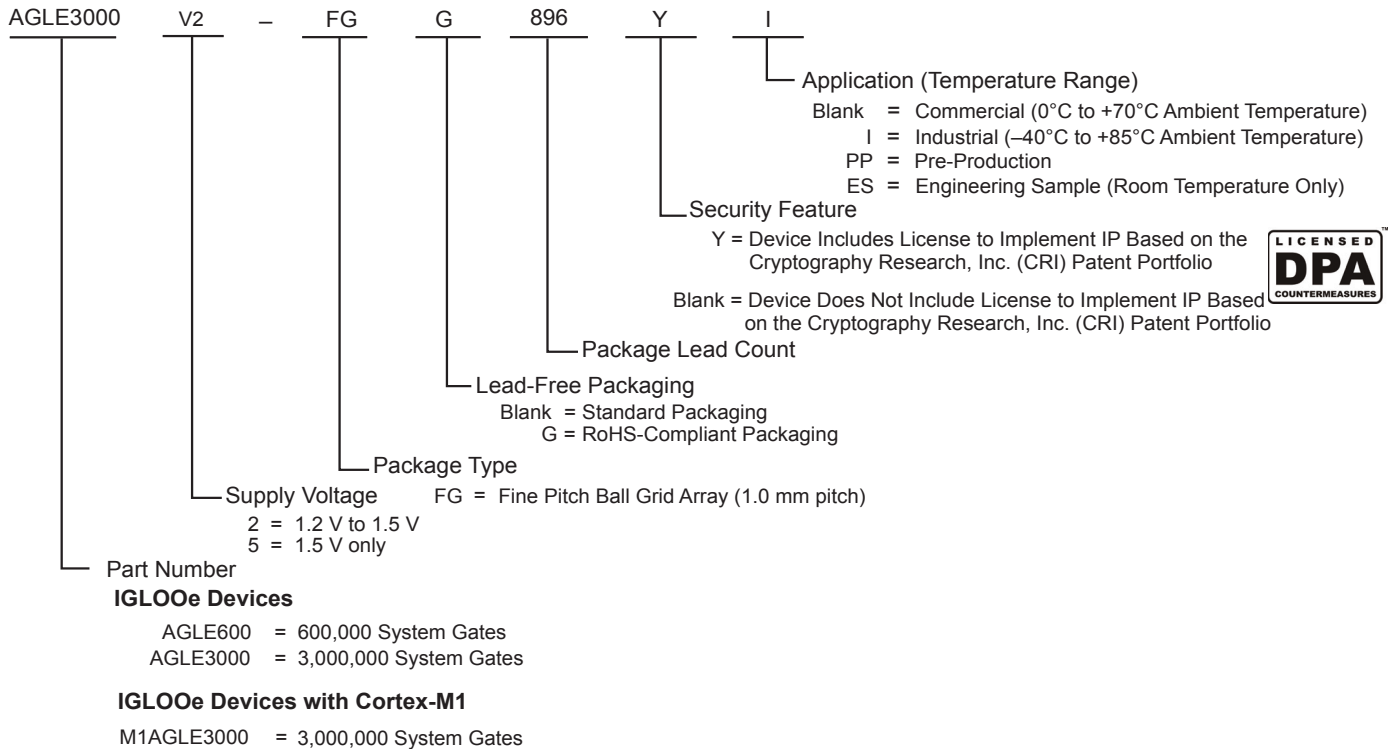 AGLE3000 V2 – FG G 896 Y I
Application (Temperature Range)
Blank = Commercial (0°C to +70°C Ambient Temperature)
I = Industrial (–40°C to +85°C Ambient Temperature)
PP = Pre-Production
ES = Engineering Sample (Room Temperature Only)
Security Feature
Y = Device Includes License to Implement IP Based on the
Cryptography Research, Inc. (CRI) Patent Portfolio
LICENSED™
DPA
COUNTERMEASURES
Blank = Device Does Not Include License to Implement IP Based
on the Cryptography Research, Inc. (CRI) Patent Portfolio
Package Lead Count
Lead-Free Packaging
Blank = Standard Packaging
G = RoHS-Compliant Packaging
Package Type
FG = Fine Pitch Ball Grid Array (1.0 mm pitch)
Supply Voltage
2 = 1.2 V to 1.5 V
5 = 1.5 V only
Part Number
IGLOOe Devices
AGLE600 = 600,000 System Gates
AGLE3000 = 3,000,000 System Gates
IGLOOe Devices with Cortex-M1
M1AGLE3000 = 3,000,000 System Gates